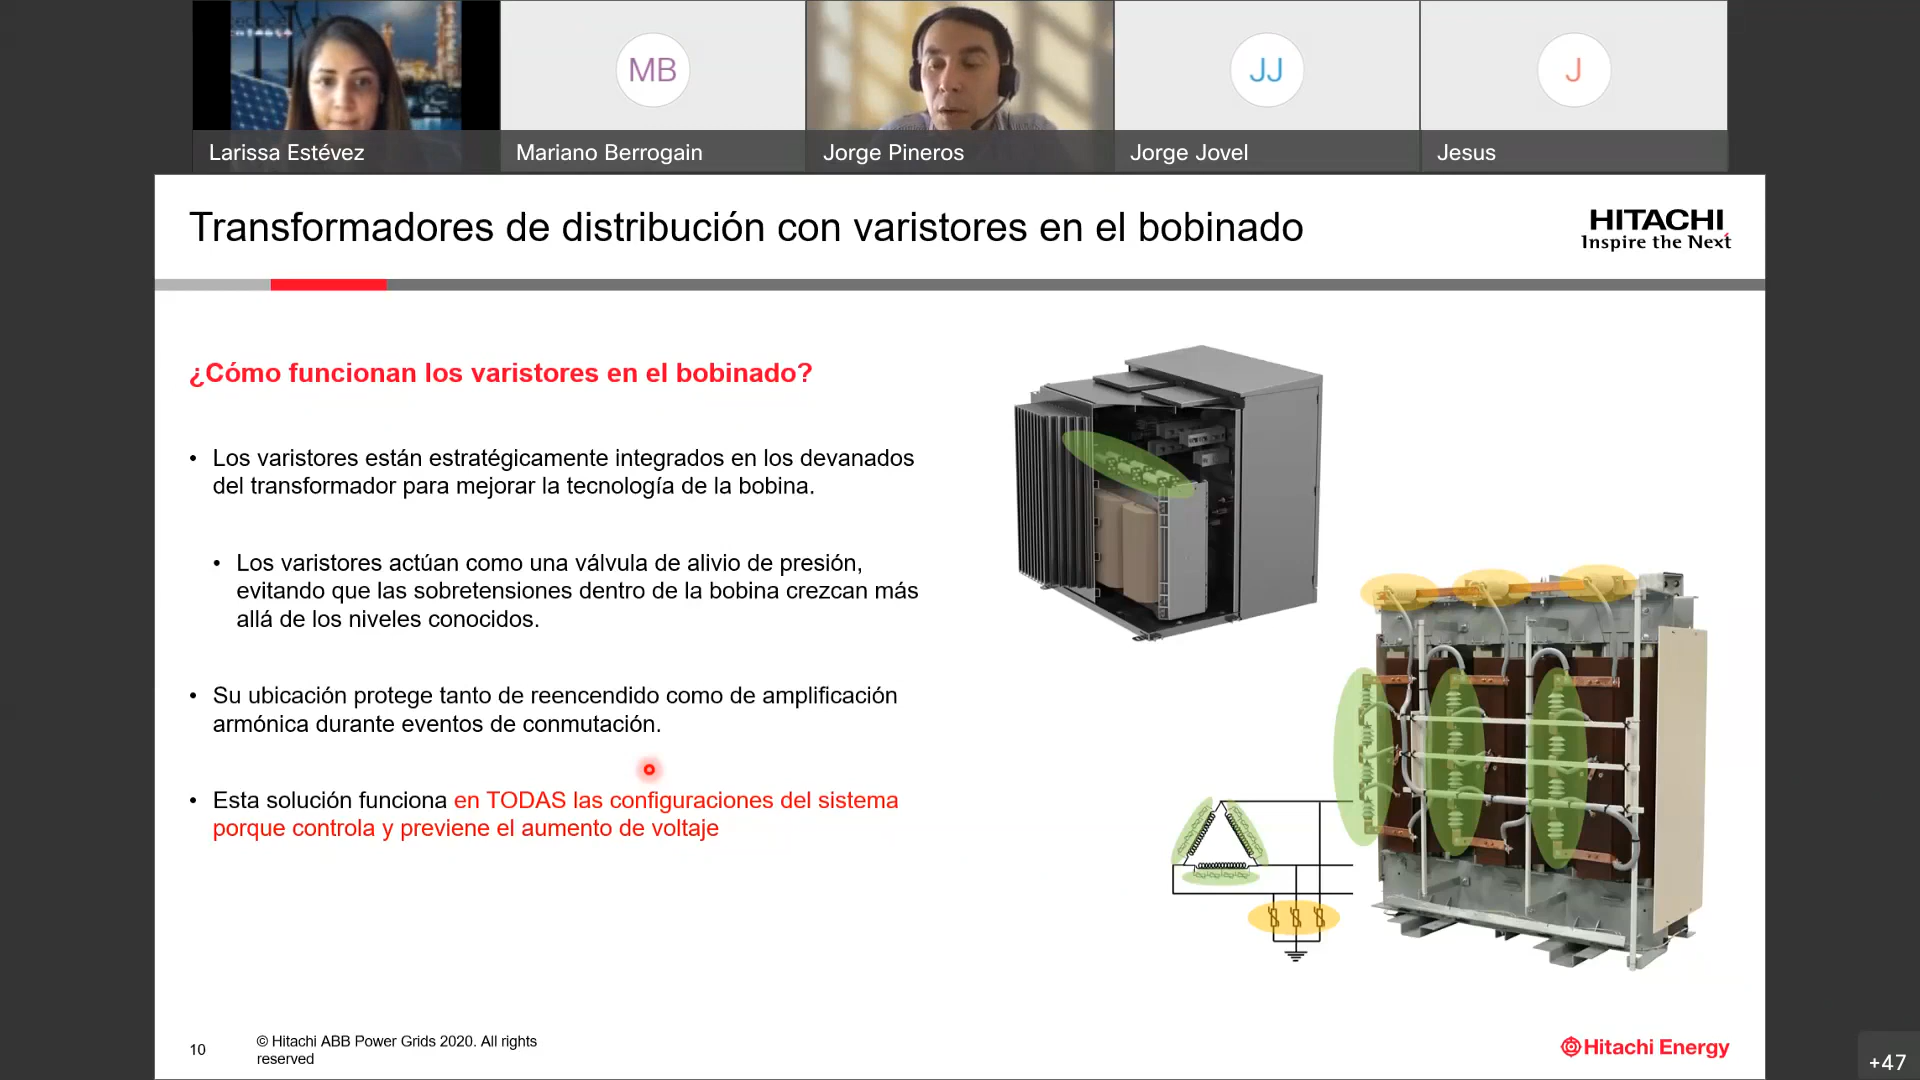 MB
JJ
J
Larissa Estévez
Mariano Berrogain
Jorge Pineros
Jorge Jovel
Jesus
Transformadores de distribución con varistores en el bobinado
HITACHI
Inspire the Next
¿Cómo funcionan los varistores en el bobinado?
• Los varistores están estratégicamente integrados en los devanados
del transformador para mejorar la tecnología de la bobina.
• Los varistores actúan como una válvula de alivio de presión,
evitando que las sobretensiones dentro de la bobina crezcan más
allá de los niveles conocidos.
• Su ubicación protege tanto de reencendido como de amplificación
armónica durante eventos de conmutación.
• Esta solución funciona en TODAS las configuraciones del sistema
porque controla y previene el aumento de voltaje
10
© Hitachi ABB Power Grids 2020. All rights
reserved
Hitachi Energy
+47